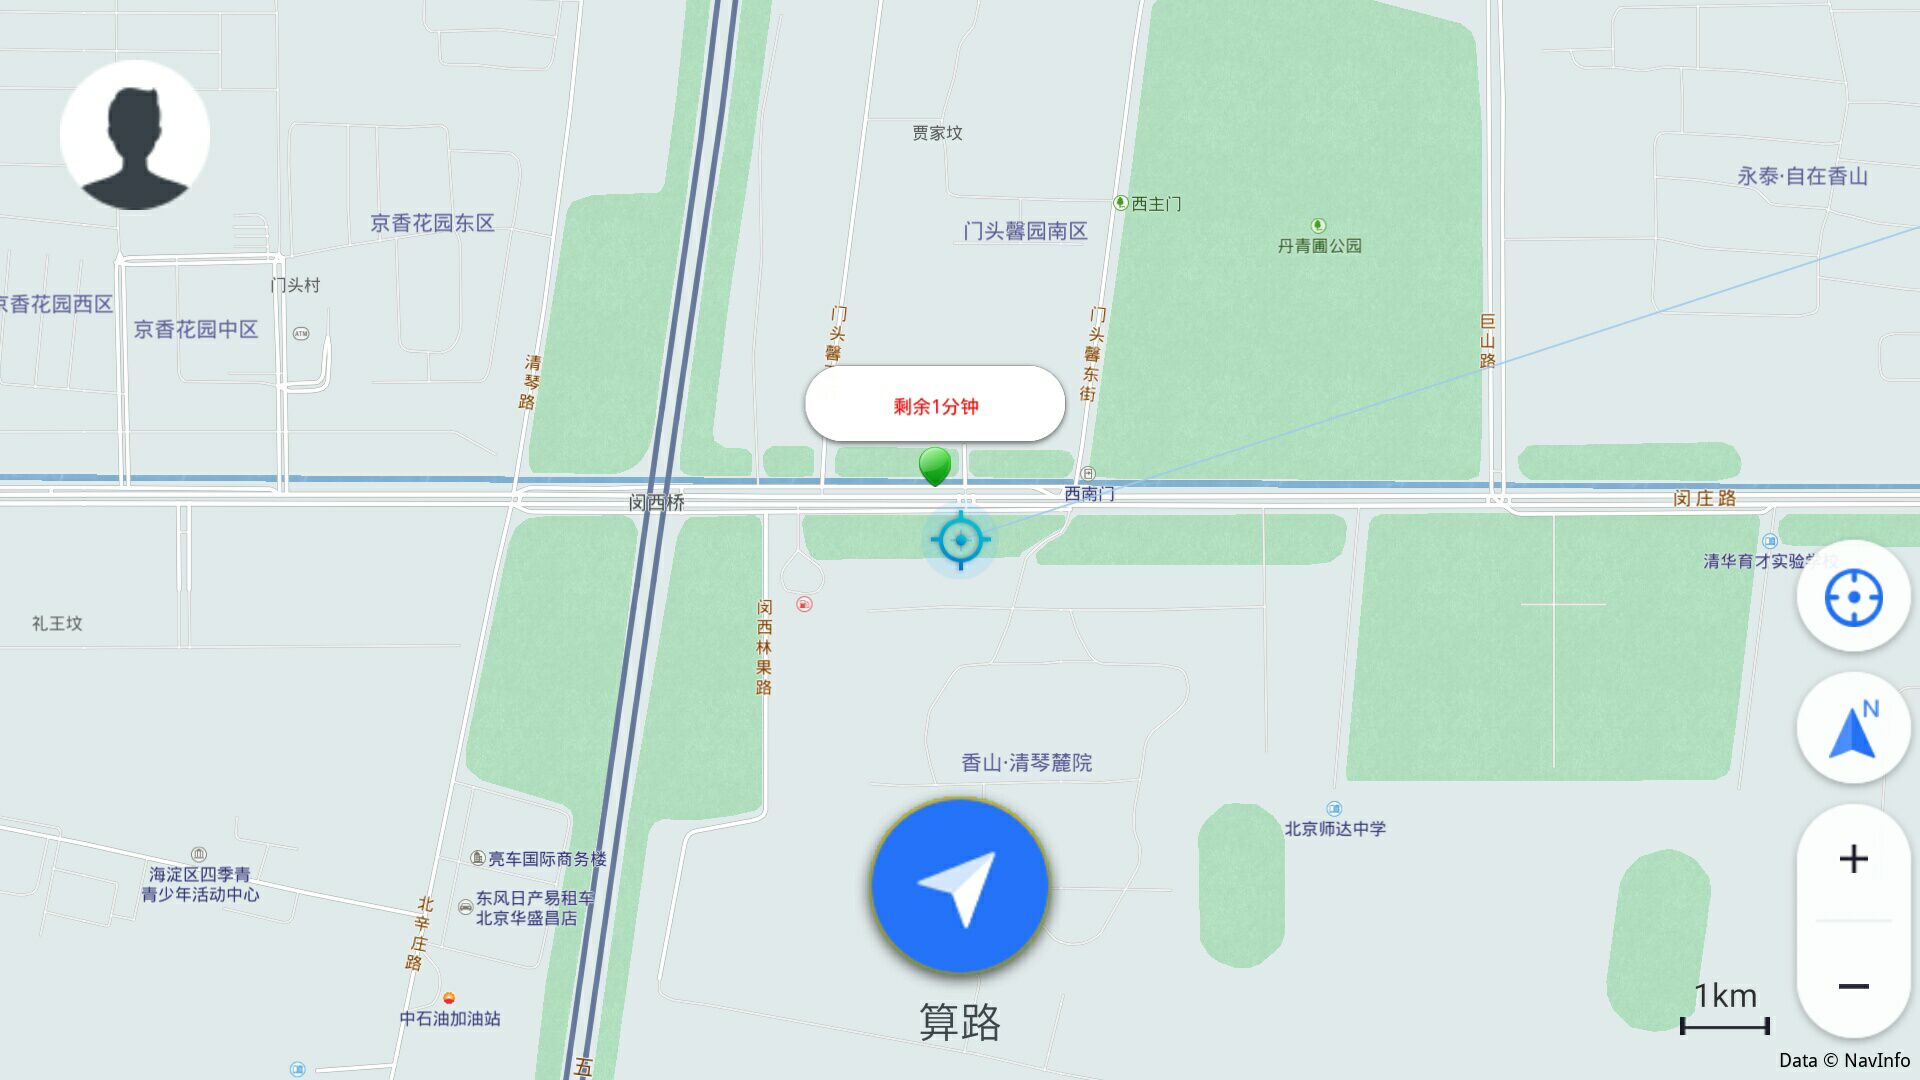 贾家坟
永泰·自在香山
西主门
京香花园东区
门头馨园南区
丹青圃公园
门头村
京香花园西区
京香花园中区
ATM
清琴路
门头馨
门头馨东街
巨山路
剩余1分钟
西南门
闵西桥
闵庄路
清华育才实验学校
礼王坟
闵西林果路
N
香山·清琴麓院
北京师达中学
亮车国际商务楼
海淀区四季青
青少年活动中心
东风日产易租车
北京华盛昌店
北辛庄路
中石油加油站
算路
1km
五
Data © NavInfo